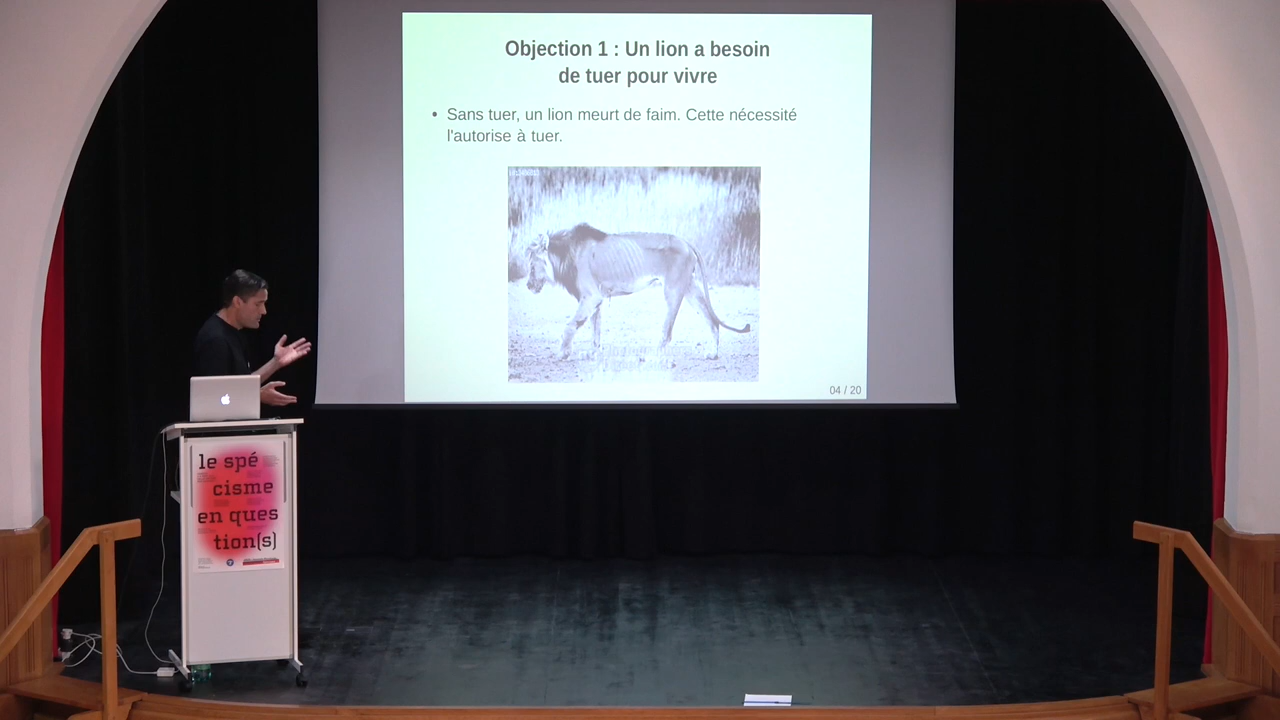 Objection 1 : Un lion a besoin
de tuer pour vivre
• Sans tuer, un lion meurt de faim. Cette nécessité
l'autorise à tuer.
04 / 20
le spé
cisme
en ques
tion(s)